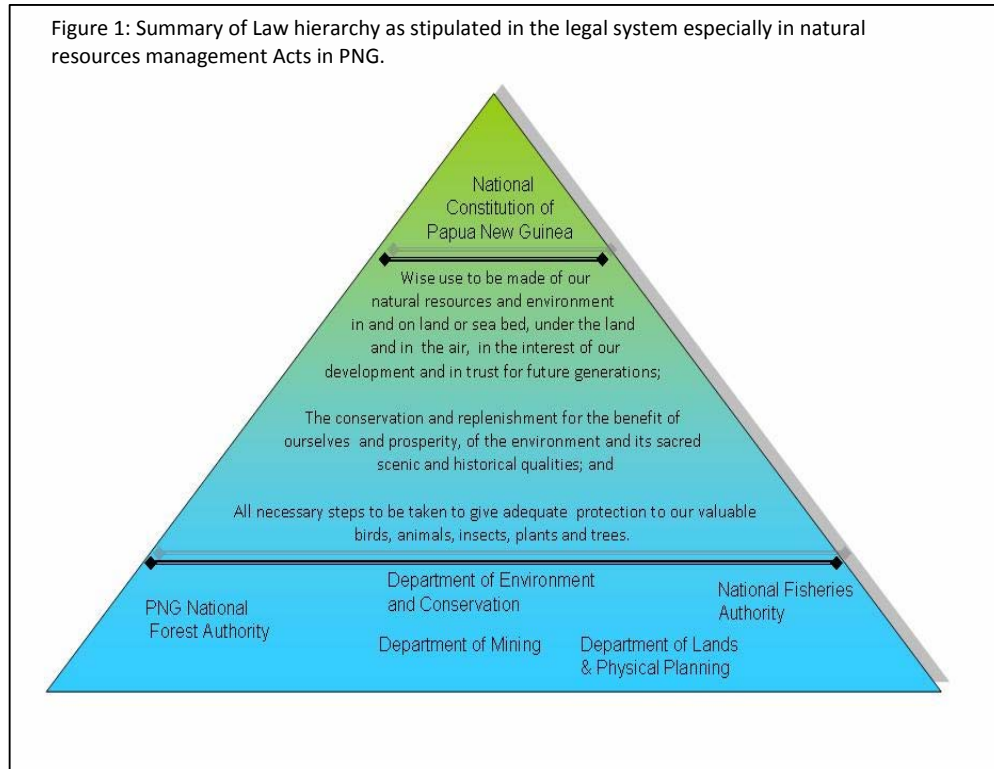 Figure 1: Summary of Law hierarchy as stipulated in the legal system especially in natural
resources management Acts in PNG.
National
Constitution of
Papua New Guinea
Wise use to be made of our
natural resources and environment
in and on land or sea bed, under the land
and in the air, in the interest of our
development and in trust for future generations;
The conservation and replenishment for the benefit of
ourselves and prosperity, of the environment and its sacred
scenic and historical qualities; and
All necessary steps to be taken to give adequate protection to our valuable
birds, animals, insects, plants and trees.
PNG National
Forest Authority
Department of Environment
and Conservation
National Fisheries
Authority
Department of Mining
Department of Lands
& Physical Planning